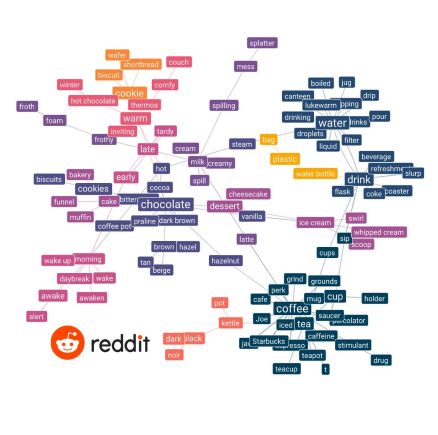 splatter
wafer
shortbread
couch
mess
biscuit
cookie
winter
comfy
boiled
jug
hot chocolate
thermos
canteen
drip
froth
spilling
lukewarm
pping
foam
warm
drinking
water
drinks
pour
inviting
tardy
droplets
frothy
late
cream
steam
bag
liquid
filter
milk
creamy
plastic
beverage
hot
refreshment
bakery
early
spill
water bottle
slurp
biscuits
cookies
cocoa
drink
cheesecake
flask
coke
coaster
funnel
cake
bitter
chocolate
dessert
muffin
praline
dark brown
vanilla
ice cream
swirl
coffee pot
whipped cream
brown
hazel
latte
sip
scoop
wake up
morning
tan
hazelnut
cups
beige
daybreak
wake
grind
grounds
perk
awake
awaken
pot
cafe
mug
cup
holder
coffee
alert
kettle
Joe
iced
tea
saucer
colator
reddit
dark
black
caffeine
Starbucks
presso
stimulant
noir
teapot
drug
teacup
t